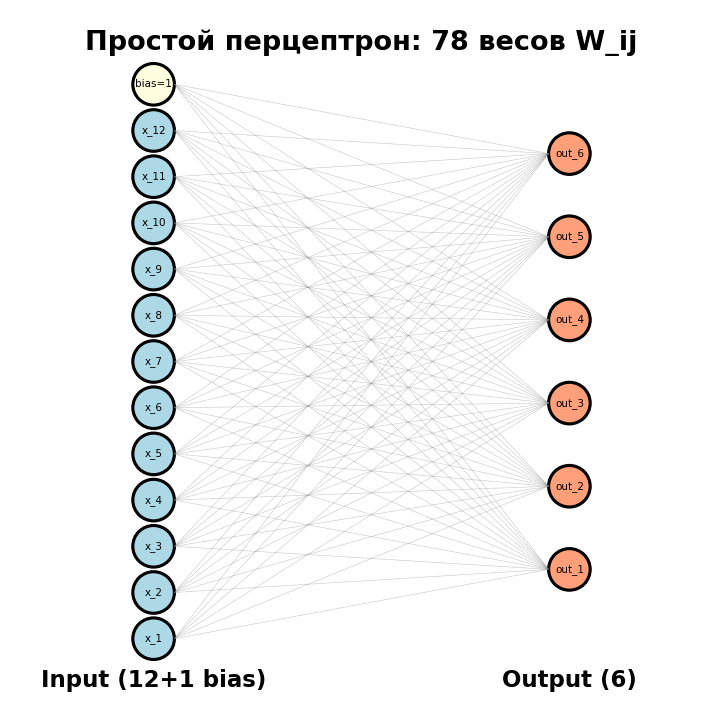 Простой перцептрон: 78 весов W_ij
bias=1
x_12
x_11
x_10
x_9
x_8
x_7
x_6
x_5
x_4
x_3
x_2
x_1
out_6
out_5
out_4
out_3
out_2
out_1
Input (12+1 bias)
Output (6)